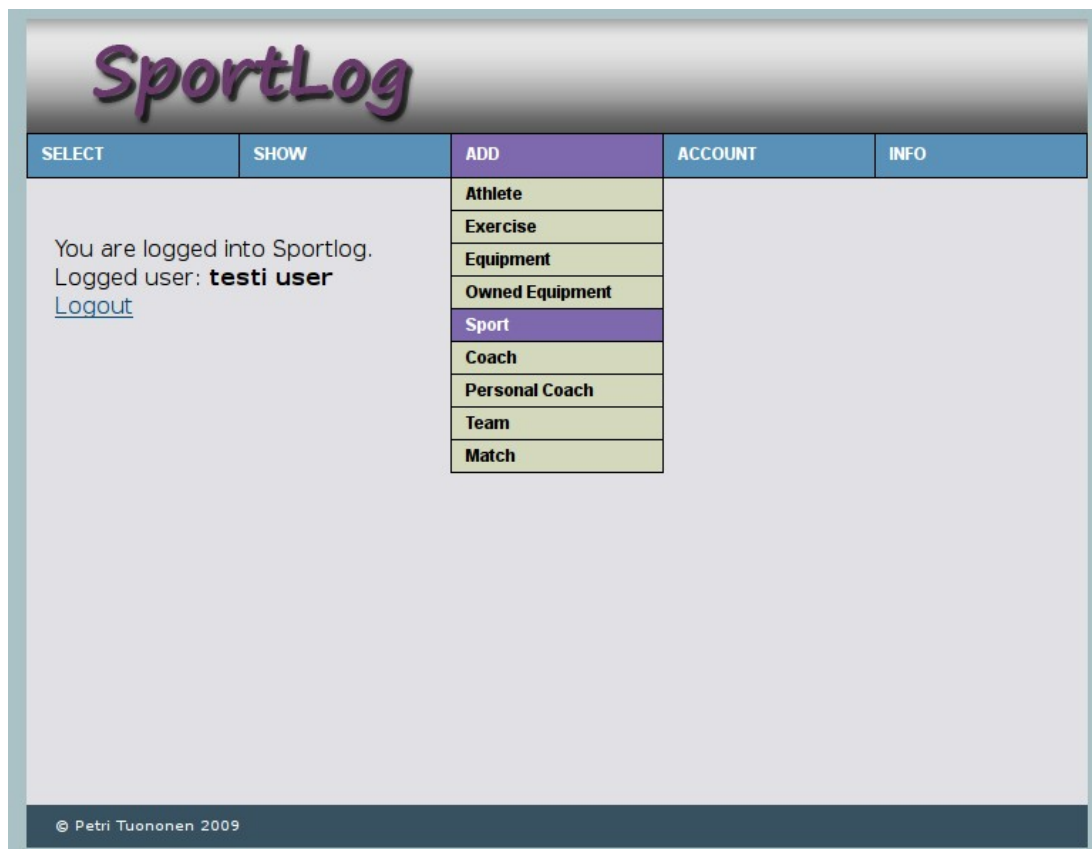 SportLog
SELECT SHOW ADD ACCOUNT INFO
Athlete
Exercise
Equipment
Owned Equipment
Sport
Coach
Personal Coach
Team
Match
You are logged into Sportlog.
Logged user: testi user
Logout
© Petri Tuononen 2009